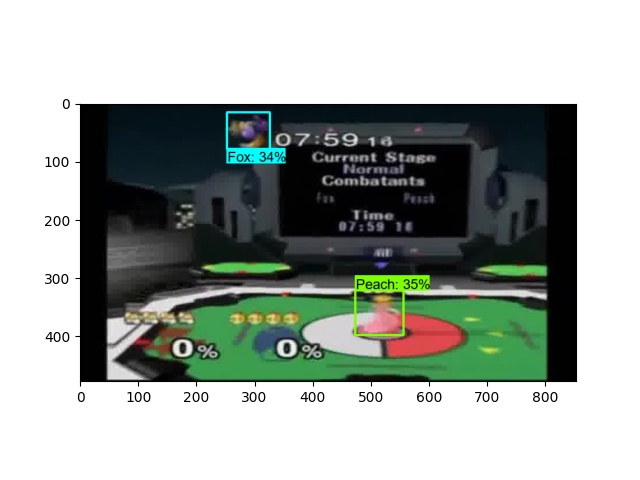 0
100
200
300
400
0 100 200 300 400 500 600 700 800
Fox: 34%
07:59 16
Current Stage
Normal
Combatants
Fox Peach
Time
07:59 16
Peach: 35%
0% 0%